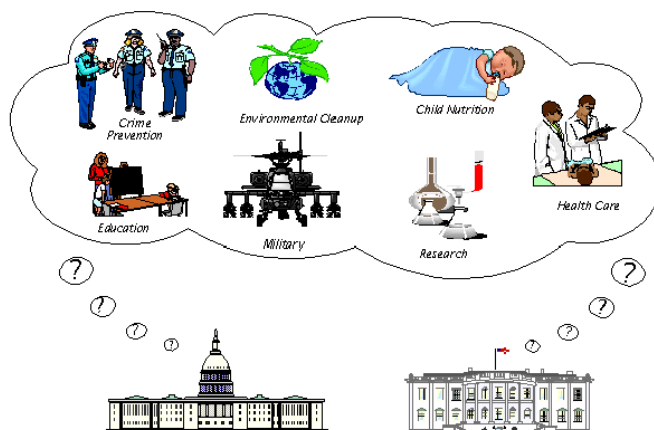 Crime
Prevention
Environmental Cleanup
Child Nutrition
Education
Military
Research
Health Care
?
?
?
?
?
?
?
?